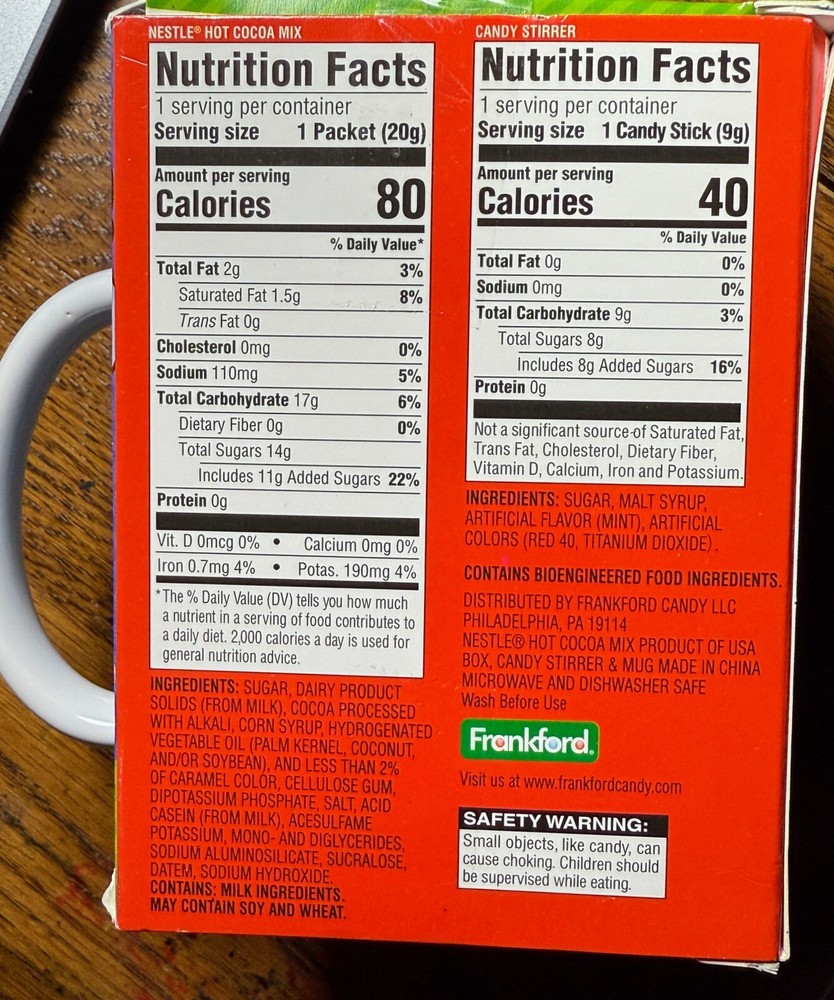 NESTLE® HOT COCOA MIX
Nutrition Facts
1 serving per container
Serving size 1 Packet (20g)
Amount per serving
Calories 80
% Daily Value*
Total Fat 2g 3%
Saturated Fat 1.5g 8%
Trans Fat 0g
Cholesterol 0mg 0%
Sodium 110mg 5%
Total Carbohydrate 17g 6%
Dietary Fiber 0g 0%
Total Sugars 14g
Includes 11g Added Sugars 22%
Protein 0g
Vit. D 0mcg 0% • Calcium 0mg 0%
Iron 0.7mg 4% • Potas. 190mg 4%
*The % Daily Value (DV) tells you how much
a nutrient in a serving of food contributes to
a daily diet. 2,000 calories a day is used for
general nutrition advice.
INGREDIENTS: SUGAR, DAIRY PRODUCT
SOLIDS (FROM MILK), COCOA PROCESSED
WITH ALKALI, CORN SYRUP, HYDROGENATED
VEGETABLE OIL (PALM KERNEL, COCONUT,
AND/OR SOYBEAN), AND LESS THAN 2%
OF CARAMEL COLOR, CELLULOSE GUM,
DIPOTASSIUM PHOSPHATE, SALT, ACID
CASEIN (FROM MILK), ACESULFAME
POTASSIUM, MONO- AND DIGLYCERIDES,
SODIUM ALUMINOSILICATE, SUCRALOSE,
DATEM, SODIUM HYDROXIDE.
CONTAINS: MILK INGREDIENTS.
MAY CONTAIN SOY AND WHEAT.
CANDY STIRRER
Nutrition Facts
1 serving per container
Serving size 1 Candy Stick (9g)
Amount per serving
Calories 40
% Daily Value
Total Fat 0g 0%
Sodium 0mg 0%
Total Carbohydrate 9g 3%
Total Sugars 8g
Includes 8g Added Sugars 16%
Protein 0g
Not a significant source of Saturated Fat,
Trans Fat, Cholesterol, Dietary Fiber,
Vitamin D, Calcium, Iron and Potassium.
INGREDIENTS: SUGAR, MALT SYRUP,
ARTIFICIAL FLAVOR (MINT), ARTIFICIAL
COLORS (RED 40, TITANIUM DIOXIDE).
CONTAINS BIOENGINEERED FOOD INGREDIENTS.
DISTRIBUTED BY FRANKFORD CANDY LLC
PHILADELPHIA, PA 19114
NESTLE® HOT COCOA MIX PRODUCT OF USA
BOX, CANDY STIRRER & MUG MADE IN CHINA
MICROWAVE AND DISHWASHER SAFE
Wash Before Use
Frankford®
Visit us at www.frankfordcandy.com
SAFETY WARNING:
Small objects, like candy, can
cause choking. Children should
be supervised while eating.